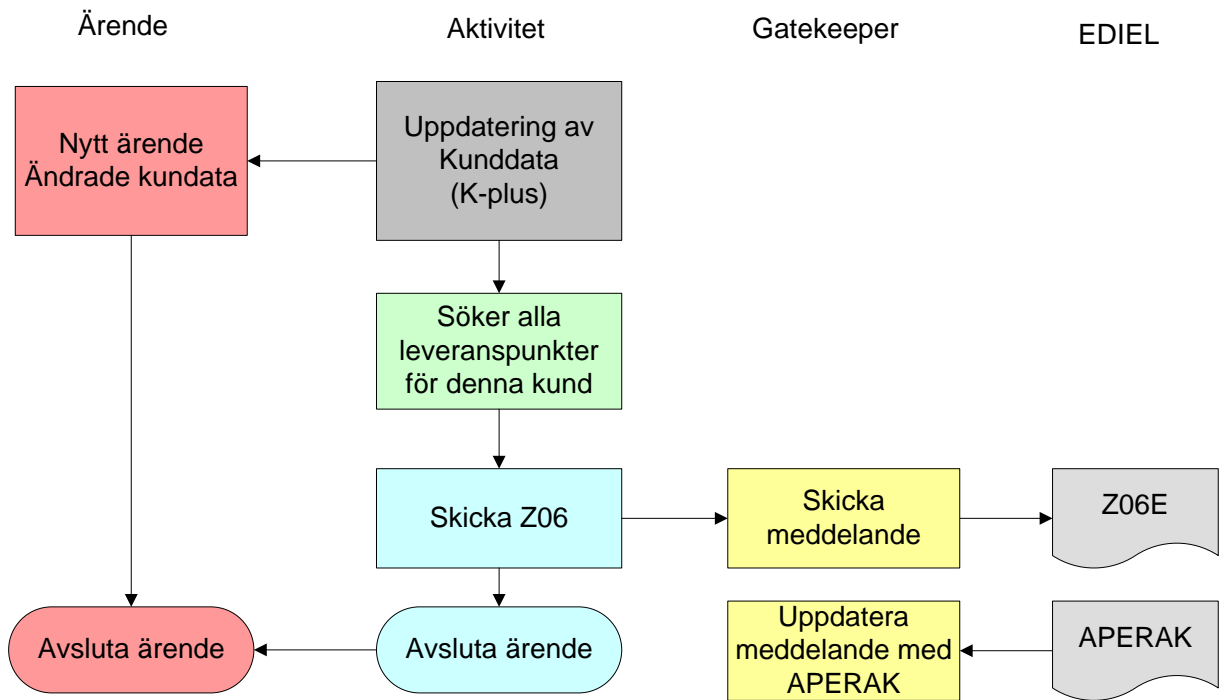 Ärende
Aktivitet
Gatekeeper
EDIEL
Nytt ärende
Ändrade kundata
Uppdatering av
Kunddata
(K-plus)
Söker alla
leveranspunkter
för denna kund
Skicka Z06
Skicka
meddelande
Z06E
Avsluta ärende
Avsluta ärende
Uppdatera
meddelande med
APERAK
APERAK